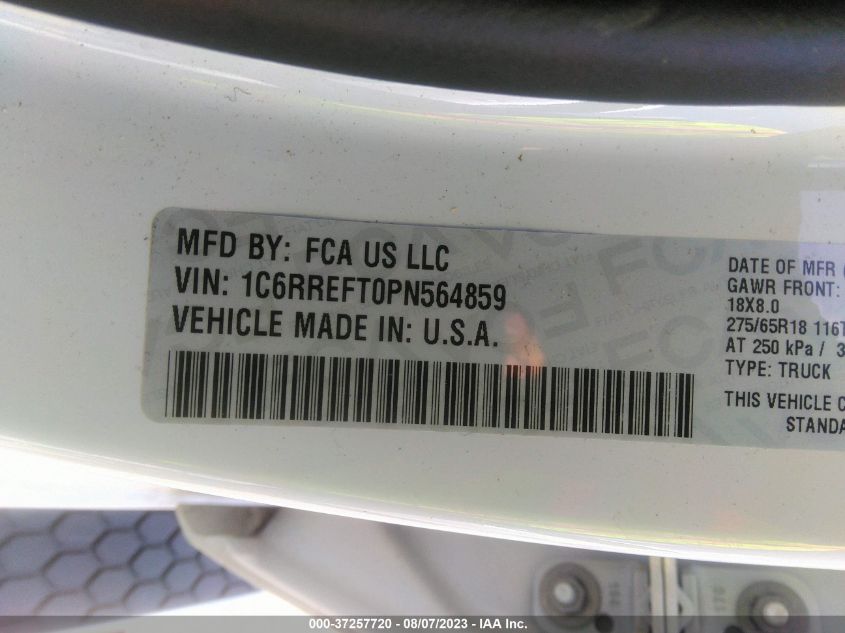 MFD BY: FCA US LLC
VIN: 1C6RREFT0PN564859
VEHICLE MADE IN: U.S.A.
DATE OF MFR
GAWR FRONT:
18X8.0
275/65R18 116T
AT 250 kPa / 3
TYPE: TRUCK
THIS VEHICLE C
STANDA
000-37257720 - 08/07/2023 - IAA Inc.